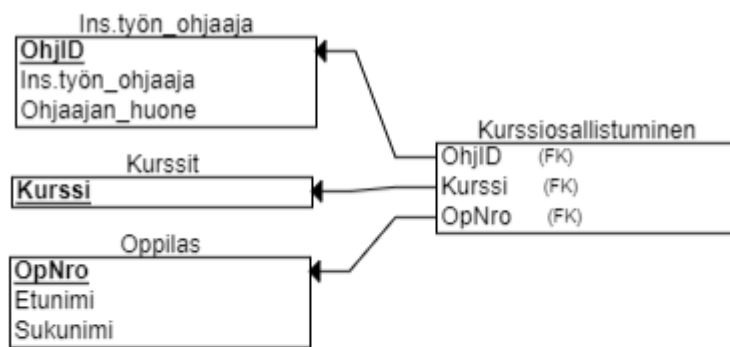 Ins.työn_ohjaaja
OhjID
Ins.työn_ohjaaja
Ohjaajan_huone
Kurssit
Kurssi
Oppilas
OpNro
Etunimi
Sukunimi
Kurssiosallistuminen
OhjID (FK)
Kurssi (FK)
OpNro (FK)